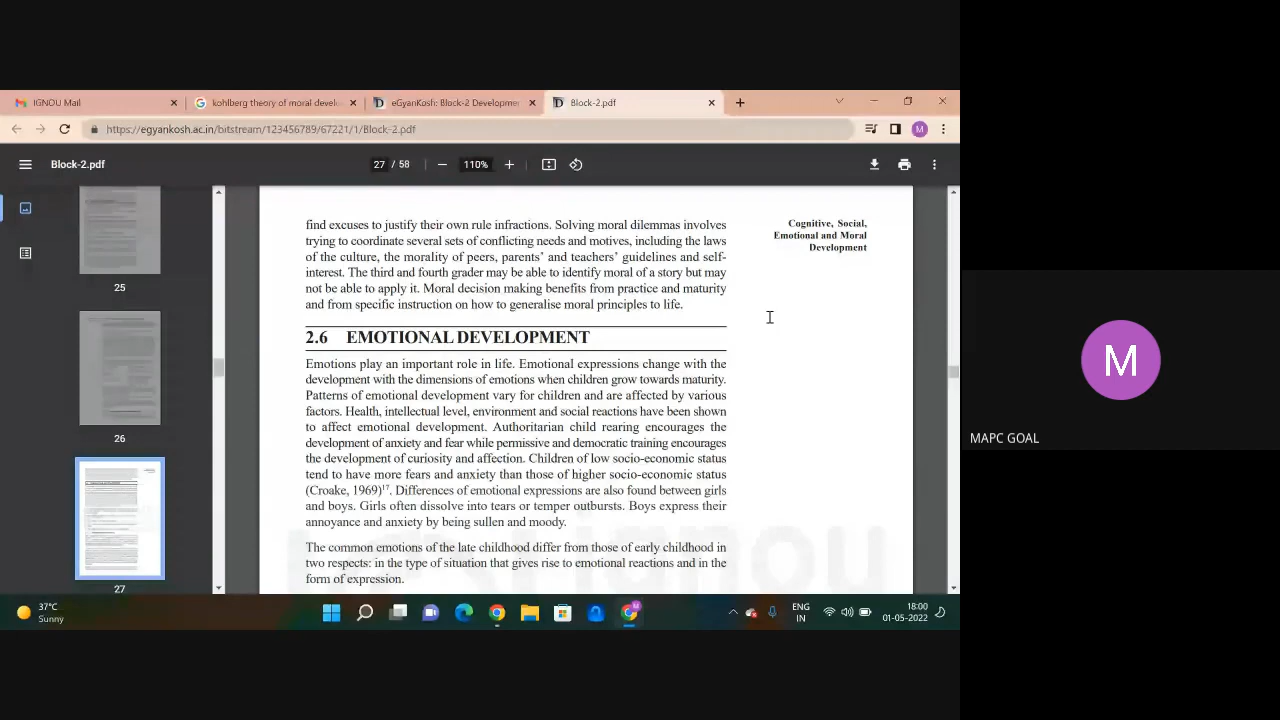 IGNOU Mail
kohlberg theory of moral devel
eGyanKosh: Block-2 Developme
Block-2.pdf
https://egyankosh.ac.in/bitstream/123456789/67221/1/Block-2.pdf
M
Block-2.pdf
27 / 58
110%
25
26
27
find excuses to justify their own rule infractions. Solving moral dilemmas involves
trying to coordinate several sets of conflicting needs and motives, including the laws
of the culture, the morality of peers, parents' and teachers' guidelines and self-
interest. The third and fourth grader may be able to identify moral of a story but may
not be able to apply it. Moral decision making benefits from practice and maturity
and from specific instruction on how to generalise moral principles to life.
Cognitive, Social,
Emotional and Moral
Development
2.6 EMOTIONAL DEVELOPMENT
Emotions play an important role in life. Emotional expressions change with the
development with the dimensions of emotions when children grow towards maturity.
Patterns of emotional development vary for children and are affected by various
factors. Health, intellectual level, environment and social reactions have been shown
to affect emotional development. Authoritarian child rearing encourages the
development of anxiety and fear while permissive and democratic training encourages
the development of curiosity and affection. Children of low socio-economic status
tend to have more fears and anxiety than those of higher socio-economic status
(Croake, 1969)17. Differences of emotional expressions are also found between girls
and boys. Girls often dissolve into tears or temper outbursts. Boys express their
annoyance and anxiety by being sullen and moody.
The common emotions of the late childhood differ from those of early childhood in
two respects: in the type of situation that gives rise to emotional reactions and in the
form of expression.
M
MAPC GOAL
37°C
Sunny
ENG
IN
18:00
01-05-2022